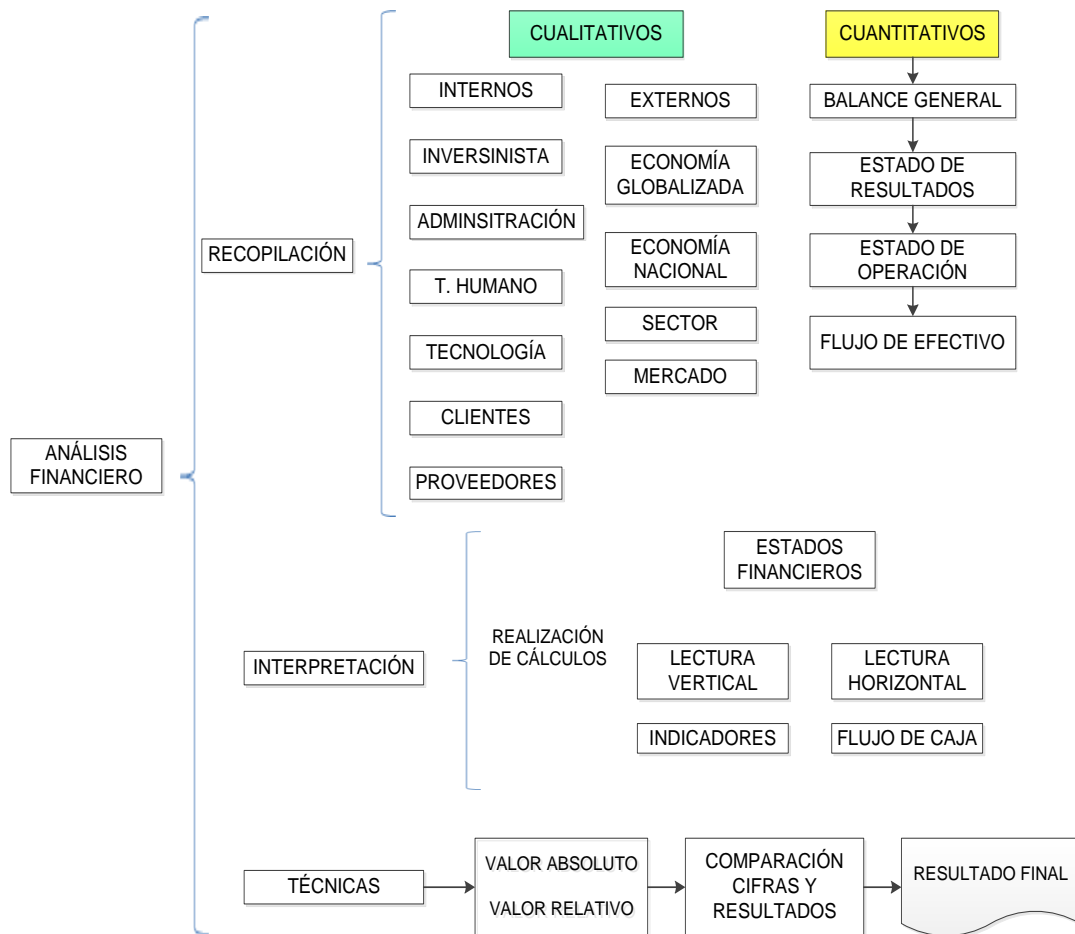 CUALITATIVOS
CUANTITATIVOS
INTERNOS
INVERSINISTA
ADMINSITRACIÓN
T. HUMANO
TECNOLOGÍA
CLIENTES
PROVEEDORES
EXTERNOS
ECONOMÍA
GLOBALIZADA
ECONOMÍA
NACIONAL
SECTOR
MERCADO
BALANCE GENERAL
ESTADO DE
RESULTADOS
ESTADO DE
OPERACIÓN
FLUJO DE EFECTIVO
RECOPILACIÓN
ANÁLISIS
FINANCIERO
ESTADOS
FINANCIEROS
INTERPRETACIÓN
REALIZACIÓN
DE CÁLCULOS
LECTURA
VERTICAL
LECTURA
HORIZONTAL
INDICADORES
FLUJO DE CAJA
TÉCNICAS
VALOR ABSOLUTO
VALOR RELATIVO
COMPARACIÓN
CIFRAS Y
RESULTADOS
RESULTADO FINAL